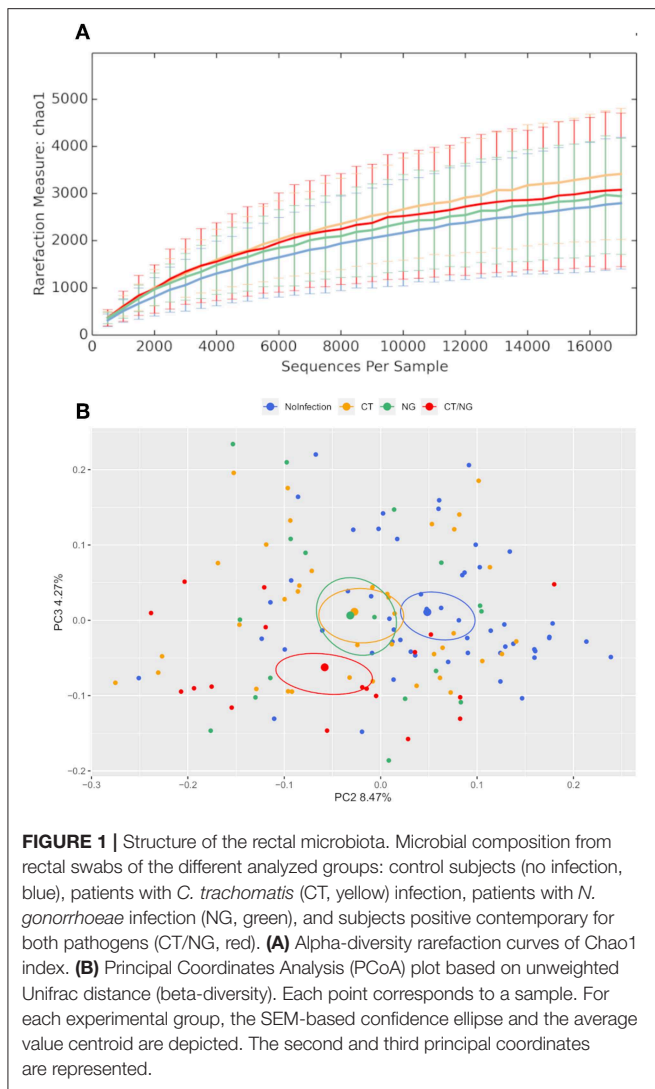 A
Rarefaction Measure: chao1
5000
4000
3000
2000
1000
0
0 2000 4000 6000 8000 10000 12000 14000 16000
Sequences Per Sample
B
NoInfection CT NG CT/NG
PC3 4.27%
0.2
0.1
0.0
−0.1
−0.2
−0.3 −0.2 −0.1 0.0 0.1 0.2
PC2 8.47%
FIGURE 1 | Structure of the rectal microbiota. Microbial composition from
rectal swabs of the different analyzed groups: control subjects (no infection,
blue), patients with C. trachomatis (CT, yellow) infection, patients with N.
gonorrhoeae infection (NG, green), and subjects positive contemporary for
both pathogens (CT/NG, red). (A) Alpha-diversity rarefaction curves of Chao1
index. (B) Principal Coordinates Analysis (PCoA) plot based on unweighted
Unifrac distance (beta-diversity). Each point corresponds to a sample. For
each experimental group, the SEM-based confidence ellipse and the average
value centroid are depicted. The second and third principal coordinates
are represented.